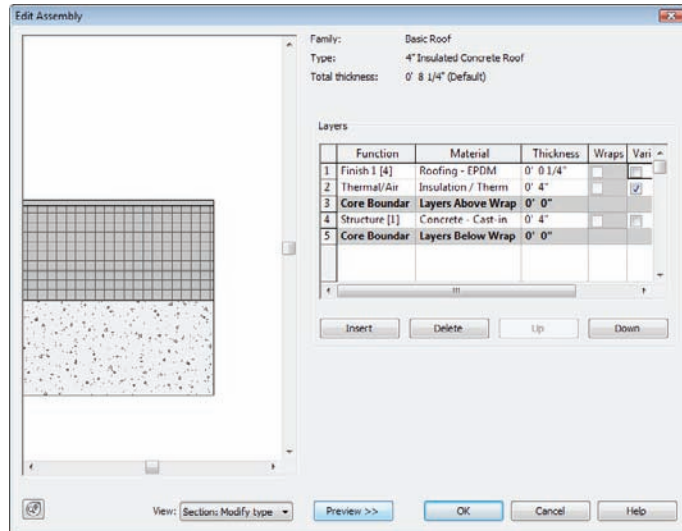 Edit Assembly
Family: Basic Roof
Type: 4" Insulated Concrete Roof
Total thickness: 0' 8 1/4" (Default)
Layers
Function Material Thickness Wraps Vari
1 Finish 1 [4] Roofing - EPDM 0' 0 1/4"
2 Thermal/Air Insulation / Therm 0' 4"
3 Core Boundar Layers Above Wrap 0' 0"
4 Structure [1] Concrete - Cast-in 0' 4"
5 Core Boundar Layers Below Wrap 0' 0"
Insert Delete Up Down
View: Section: Modify type Preview >> OK Cancel Help